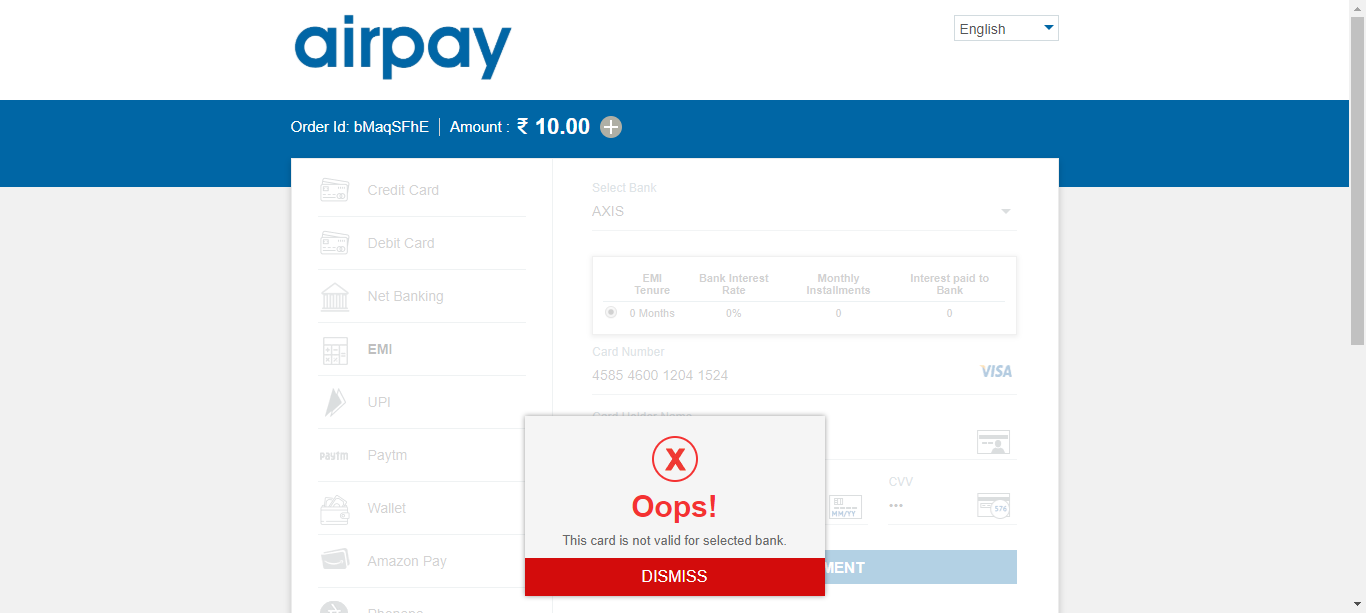 airpay
English
Order Id: bMaqSFhE | Amount : ₹ 10.00
Credit Card
Debit Card
Net Banking
EMI
UPI
paytm Paytm
Wallet
Amazon Pay
Phonepe
Select Bank
AXIS
EMI Tenure
Bank Interest Rate
Monthly Installments
Interest paid to Bank
0 Months 0% 0 0
Card Number
4585 4600 1204 1524 VISA
Card Holder Name
MM/YY
CVV
576
MENT
X
Oops!
This card is not valid for selected bank.
DISMISS